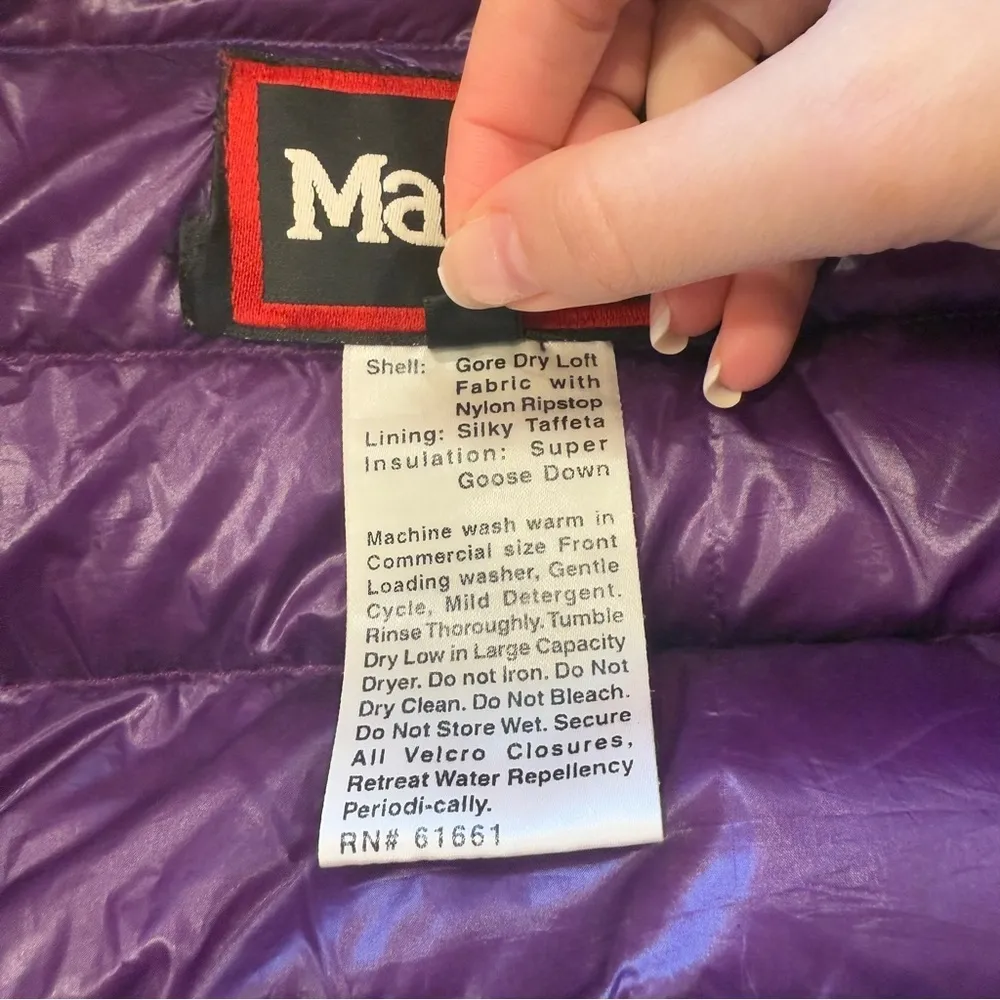 Ma
Shell: Gore Dry Loft
Fabric with
Nylon Ripstop
Lining: Silky Taffeta
Insulation: Super
Goose Down
Machine wash warm in
Commercial size Front
Loading washer, Gentle
Cycle, Mild Detergent.
Rinse Thoroughly. Tumble
Dry Low in Large Capacity
Dryer. Do not Iron. Do Not
Dry Clean. Do Not Bleach.
Do Not Store Wet. Secure
All Velcro Closures,
Retreat Water Repellency
Periodi-cally.
RN# 61661